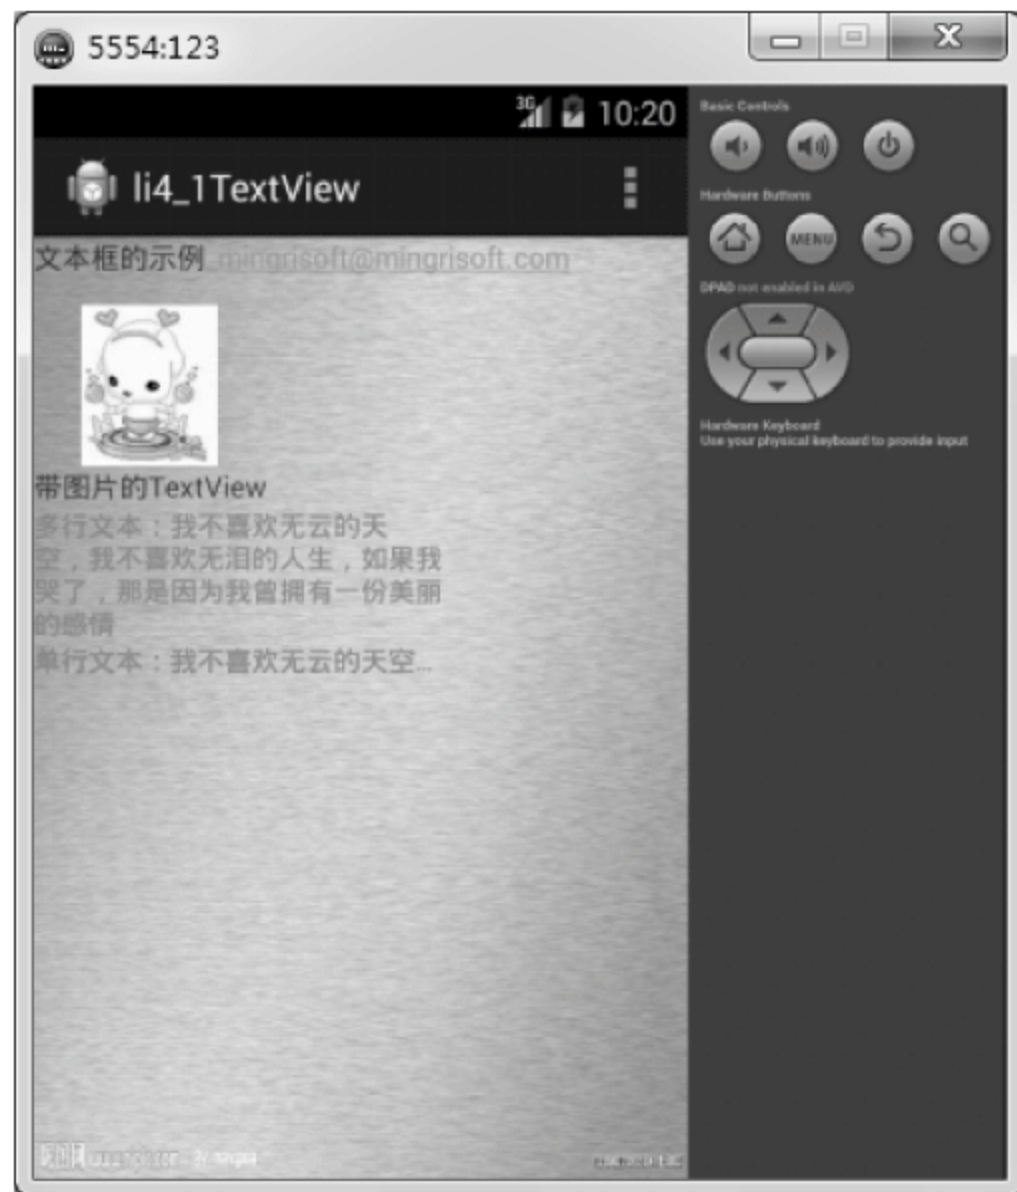 5554:123
3G 10:20
li4_1TextView
文本框的示例 mingrisoft@mingrisoft.com
带图片的TextView
多行文本：我不喜欢无云的天
空，我不喜欢无泪的人生，如果我
哭了，那是因为我曾拥有一份美丽
的感情
单行文本：我不喜欢无云的天空...
Basic Controls
Hardware Buttons
MENU
DPAD not enabled in AVD
Hardware Keyboard
Use your physical keyboard to provide input